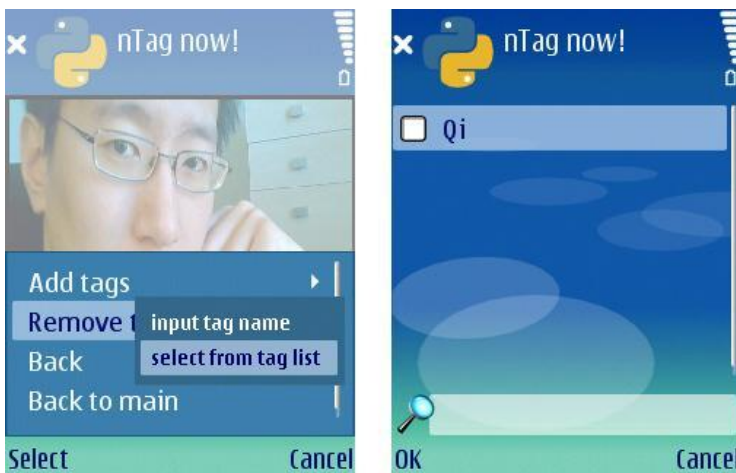 nTag now!
Add tags
Remove t
input tag name
select from tag list
Back
Back to main
Select Cancel
nTag now!
Qi
OK Cancel